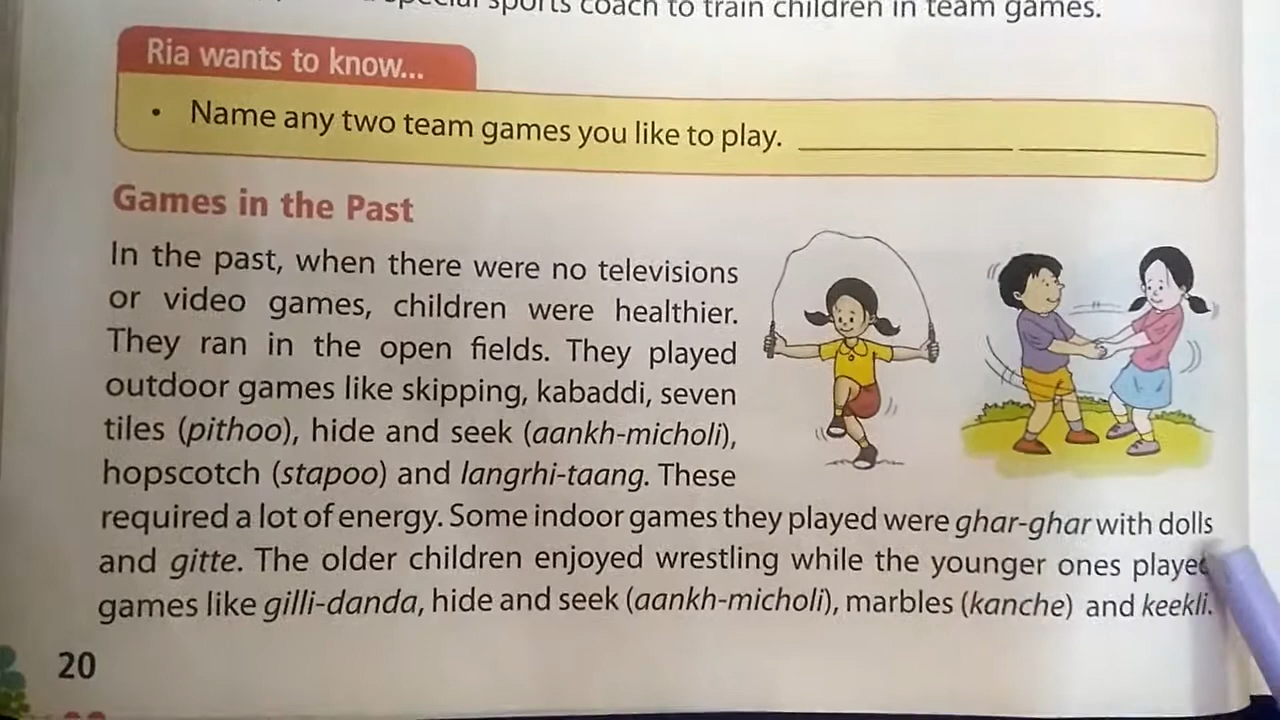 special sports coach to train children in team games.
Ria wants to know...
• Name any two team games you like to play. ____________ ____________
Games in the Past
In the past, when there were no televisions
or video games, children were healthier.
They ran in the open fields. They played
outdoor games like skipping, kabaddi, seven
tiles (pithoo), hide and seek (aankh-micholi),
hopscotch (stapoo) and langrhi-taang. These
required a lot of energy. Some indoor games they played were ghar-ghar with dolls
and gitte. The older children enjoyed wrestling while the younger ones played
games like gilli-danda, hide and seek (aankh-micholi), marbles (kanche) and keekli.
20